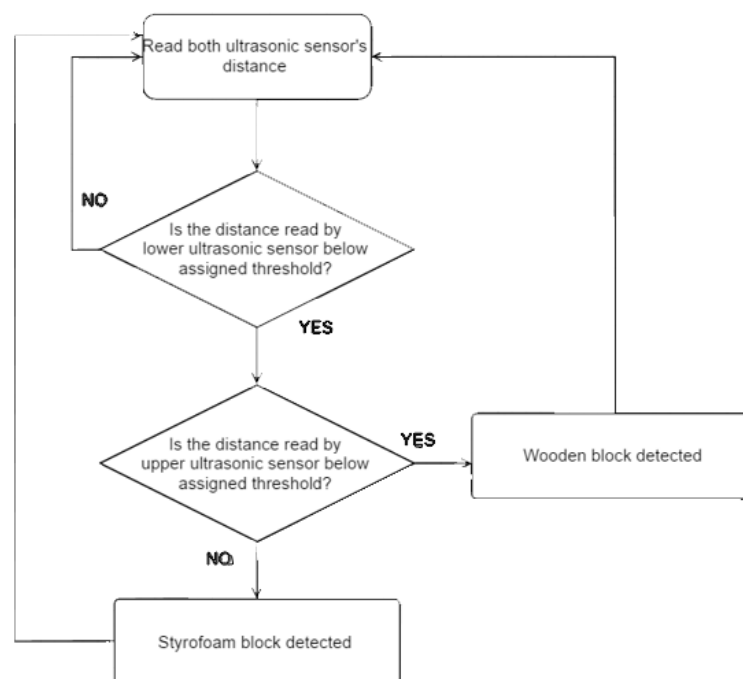 Read both ultrasonic sensor's
distance
NO
Is the distance read by
lower ultrasonic sensor below
assigned threshold?
YES
Is the distance read by
upper ultrasonic sensor below
assigned threshold?
YES
Wooden block detected
NO
Styrofoam block detected